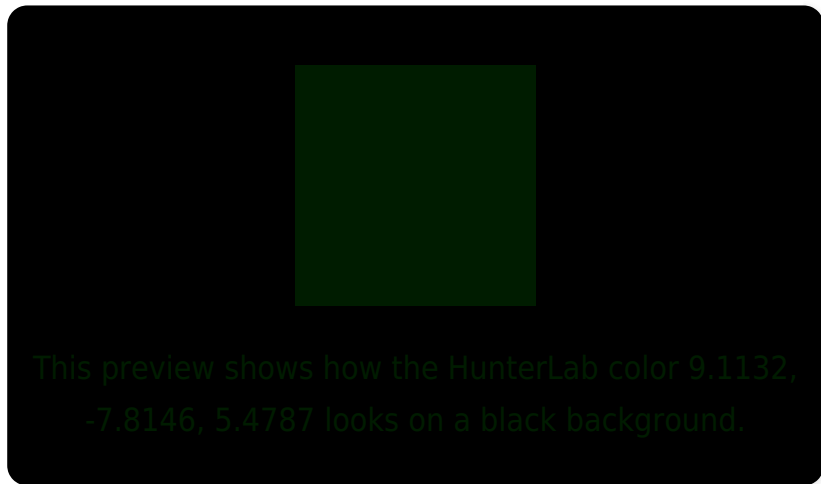 This preview shows how the HunterLab color 9.1132,
-7.8146, 5.4787 looks on a black background.